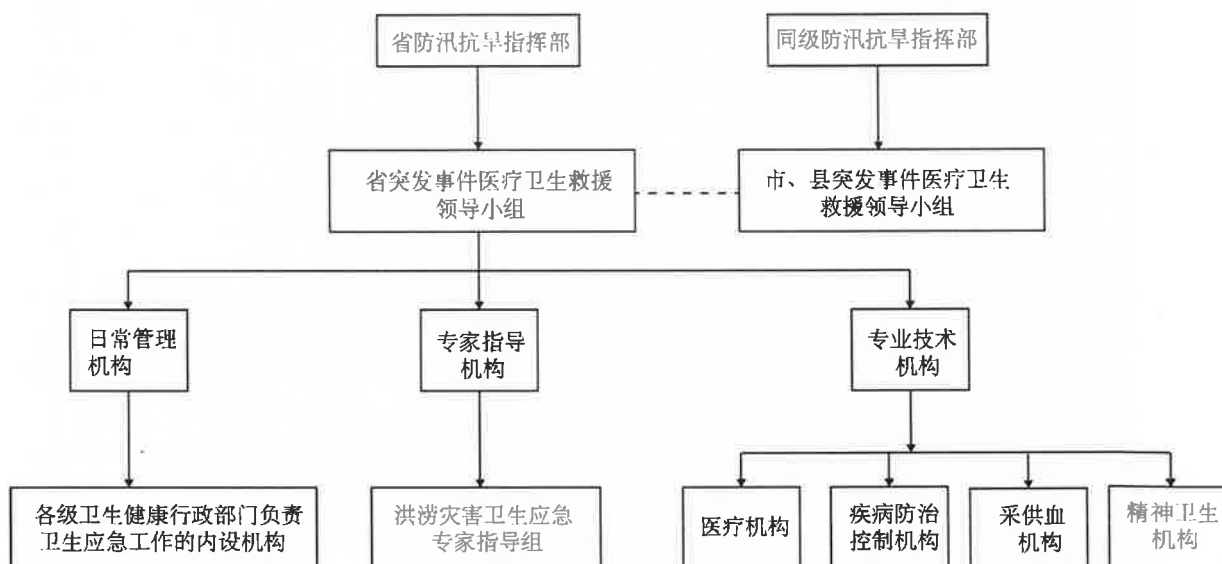 省防汛抗旱指挥部
同级防汛抗旱指挥部
省突发事件医疗卫生救援
领导小组
市、县突发事件医疗卫生
救援领导小组
日常管理
机构
专家指导
机构
专业技术
机构
各级卫生健康行政部门负责
卫生应急工作的内设机构
洪涝灾害卫生应急
专家指导组
医疗机构
疾病防治
控制机构
采供血
机构
精神卫生
机构